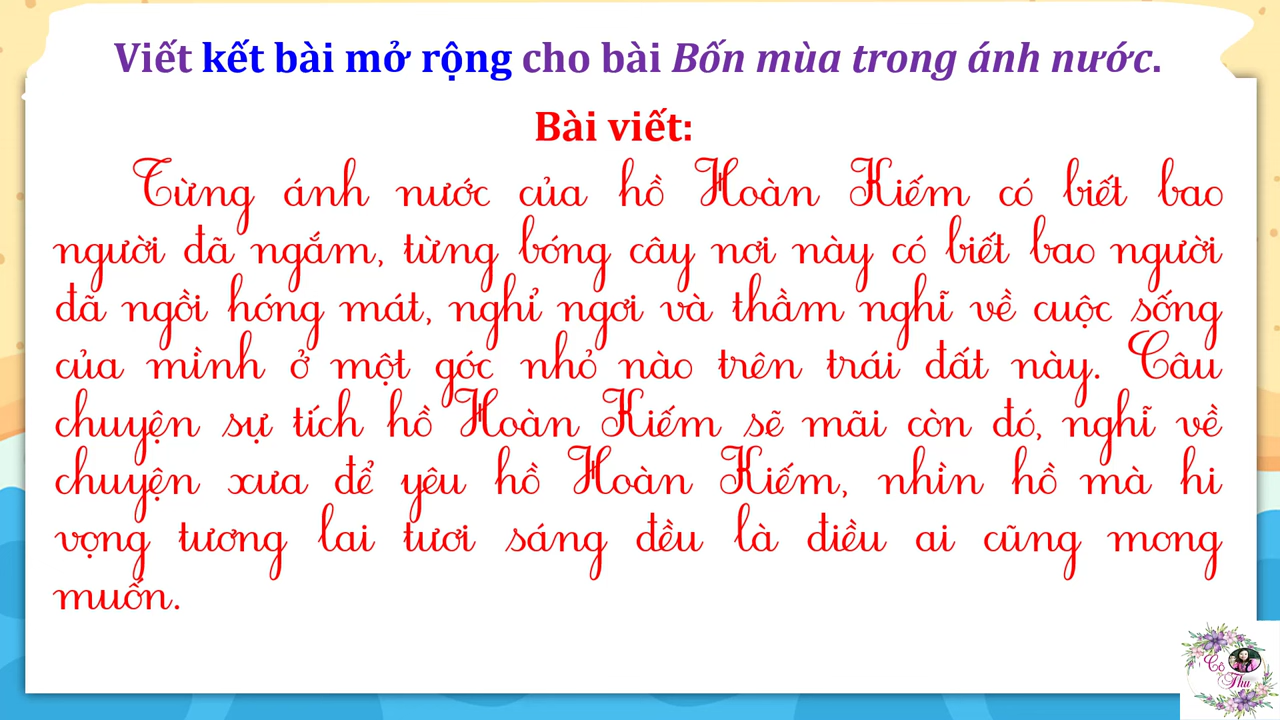 Viết kết bài mở rộng cho bài Bốn mùa trong ánh nước.
Bài viết:
Từng ánh nước của hồ Hoàn Kiếm có biết bao
người đã ngắm, từng bóng cây nơi này có biết bao người
đã ngồi hóng mát, nghỉ ngơi và thầm nghĩ về cuộc sống
của mình ở một góc nhỏ nào trên trái đất này. Câu
chuyện sự tích hồ Hoàn Kiếm sẽ mãi còn đó, nghĩ về
chuyện xưa để yêu hồ Hoàn Kiếm, nhìn hồ mà hi
vọng tương lai tươi sáng đều là điều ai cũng mong
muốn.
Cô
Thu